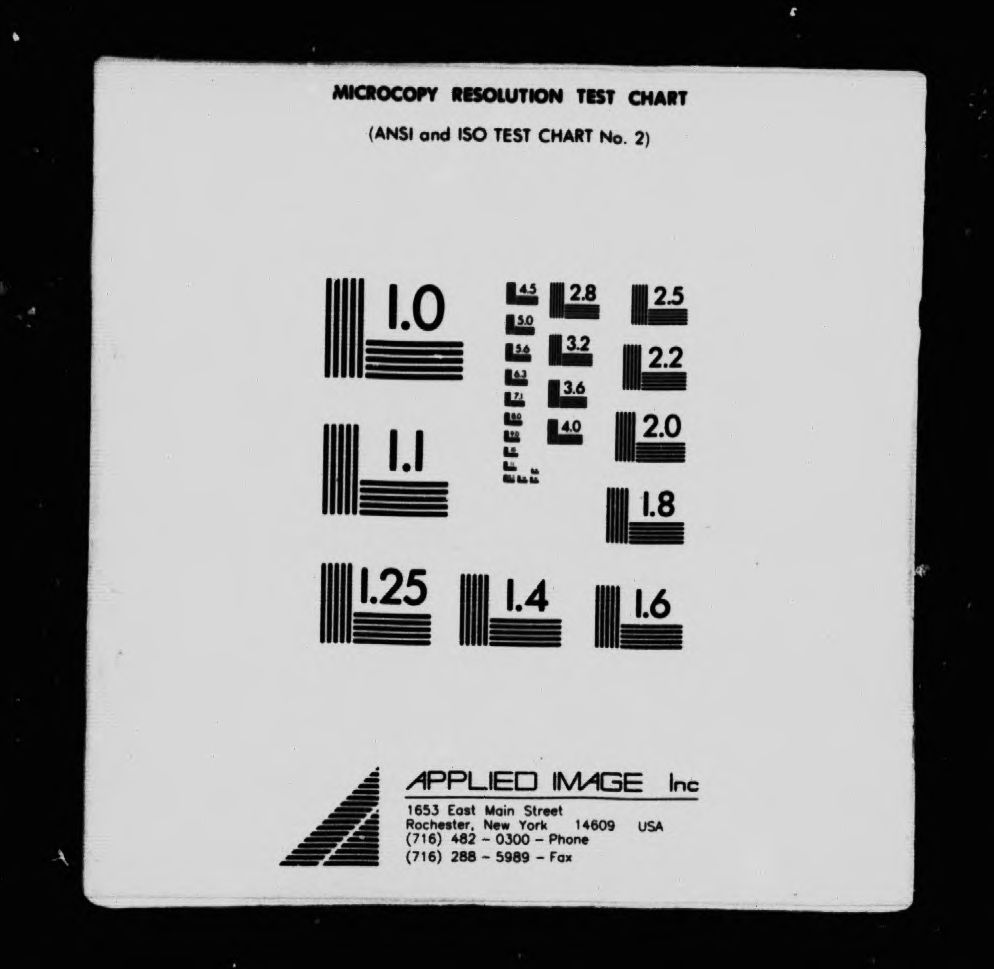 MICROCOPY RESOLUTION TEST CHART
(ANSI and ISO TEST CHART No. 2)
1.0
4.5
2.8
2.5
5.0
5.6
3.2
2.2
6.3
7.1
3.6
8.0
4.0
2.0
9.0
1.1
1.8
1.25
1.4
1.6
APPLIED IMAGE Inc
1653 East Main Street
Rochester, New York 14609 USA
(716) 482 - 0300 - Phone
(716) 288 - 5989 - Fax